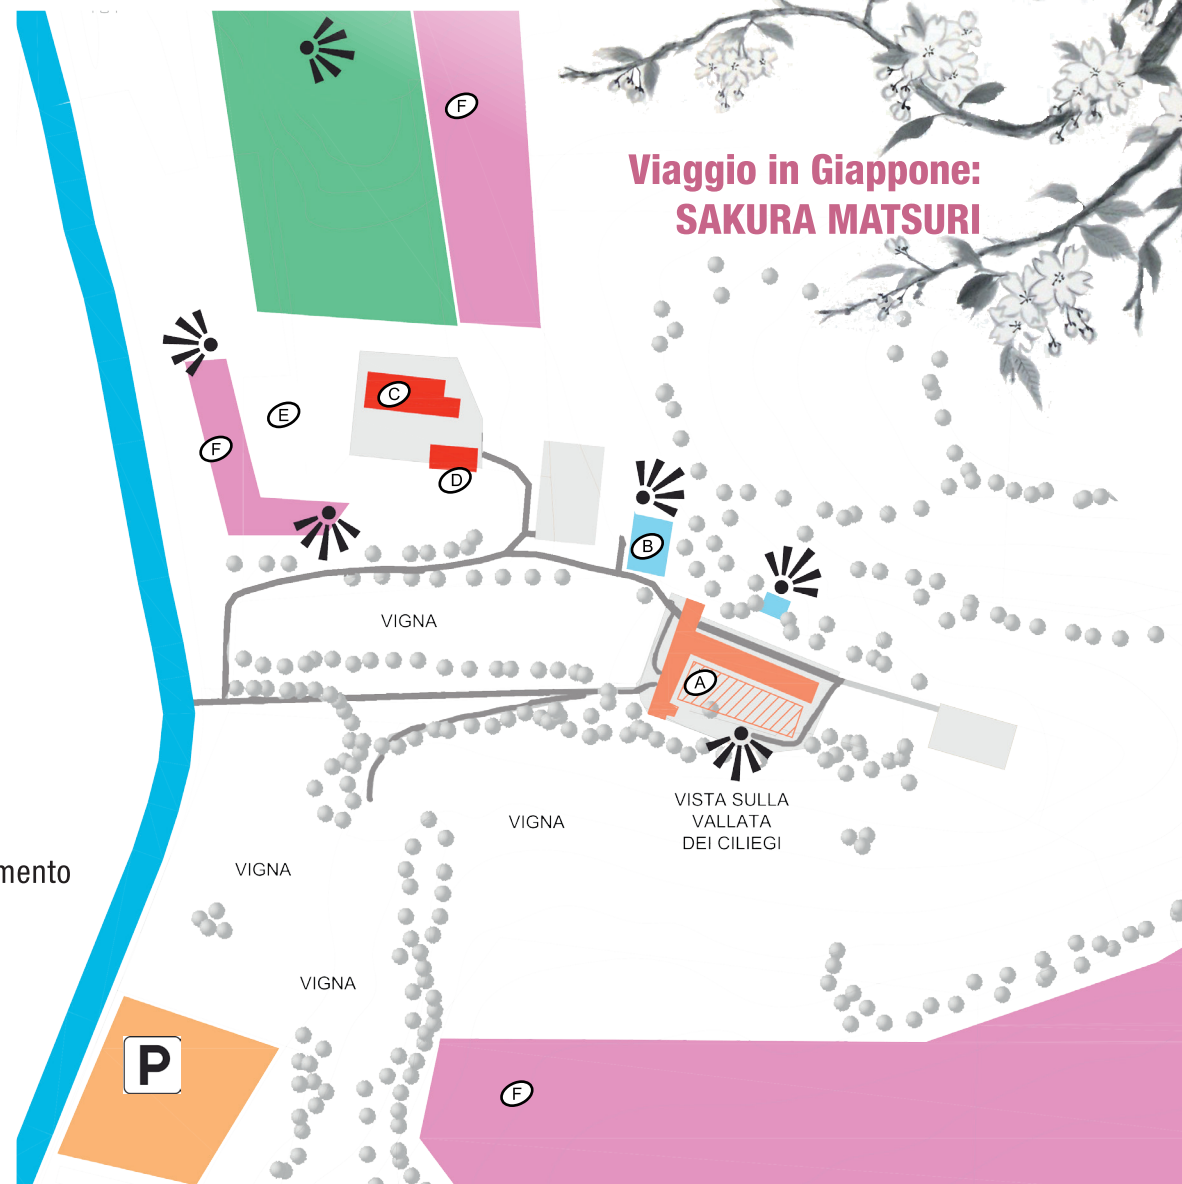 F
Viaggio in Giappone:
SAKURA MATSURI
C
E
F
D
B
VIGNA
A
VISTA SULLA
VALLATA
DEI CILIEGI
VIGNA
VIGNA
mento
VIGNA
P
F